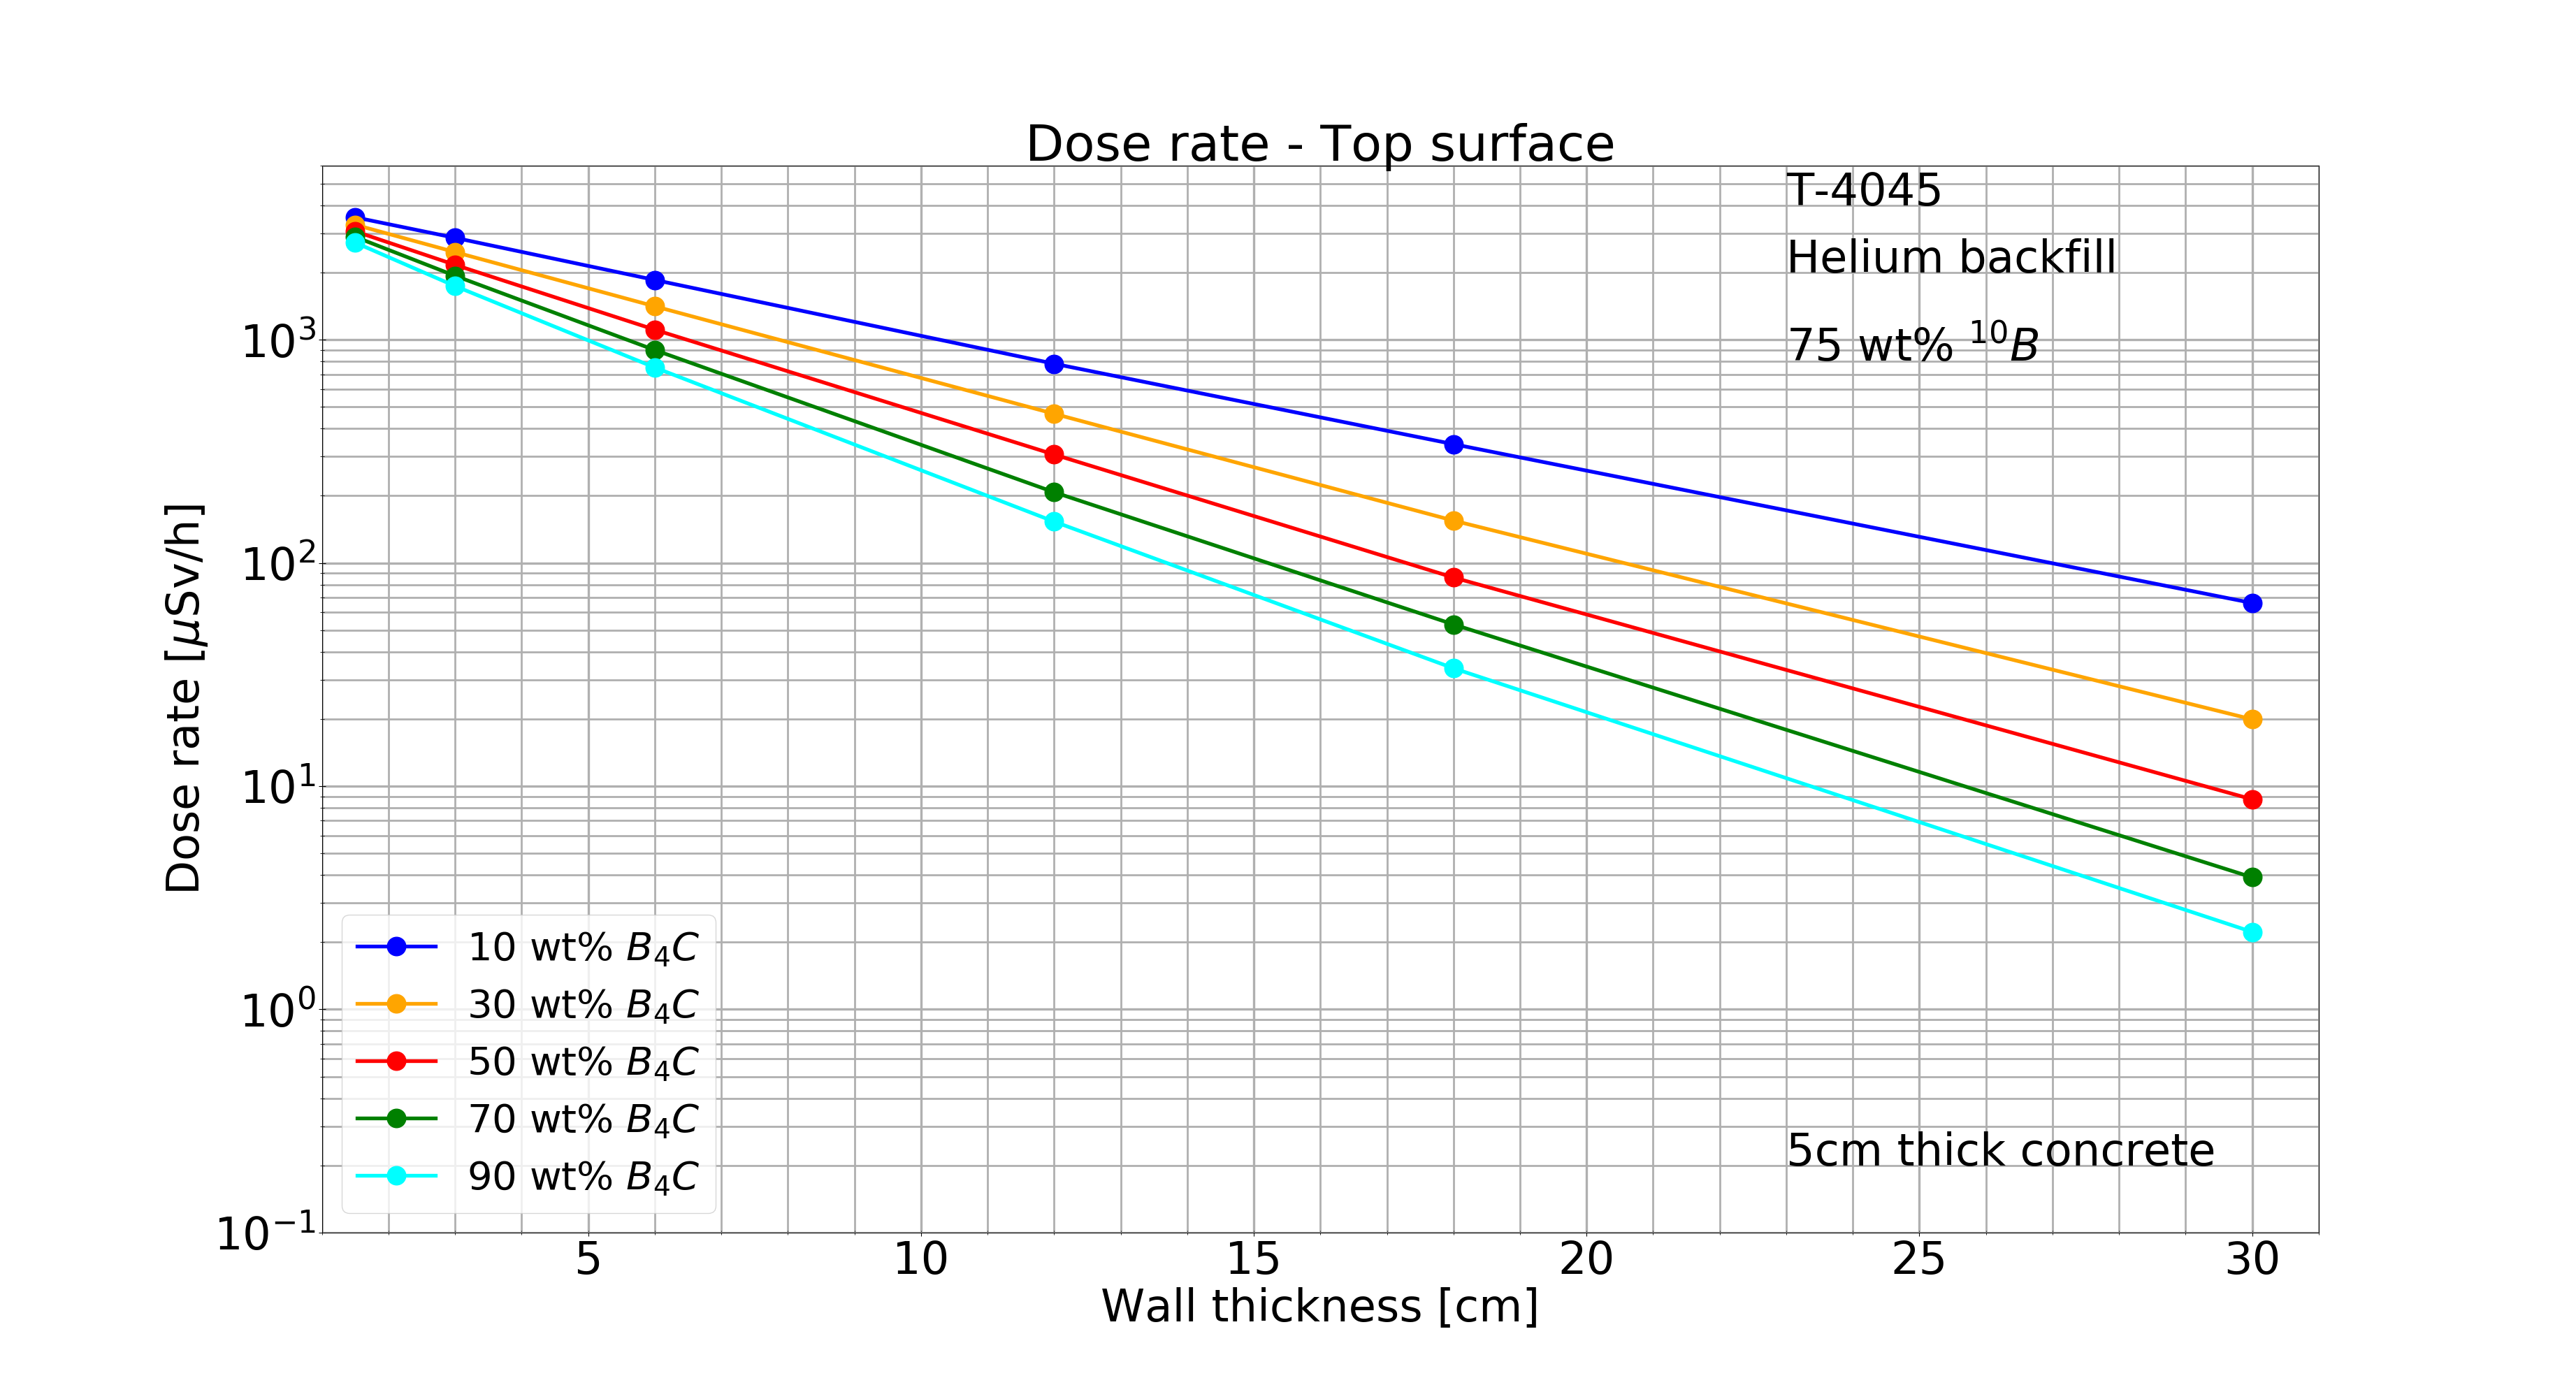 Dose rate - Top surface
T-4045
Helium backfill
75 wt% ¹⁰B
5cm thick concrete
Dose rate [μSv/h]
10³
10²
10¹
10⁰
10⁻¹
10 wt% B₄C
30 wt% B₄C
50 wt% B₄C
70 wt% B₄C
90 wt% B₄C
5 10 15 20 25 30
Wall thickness [cm]